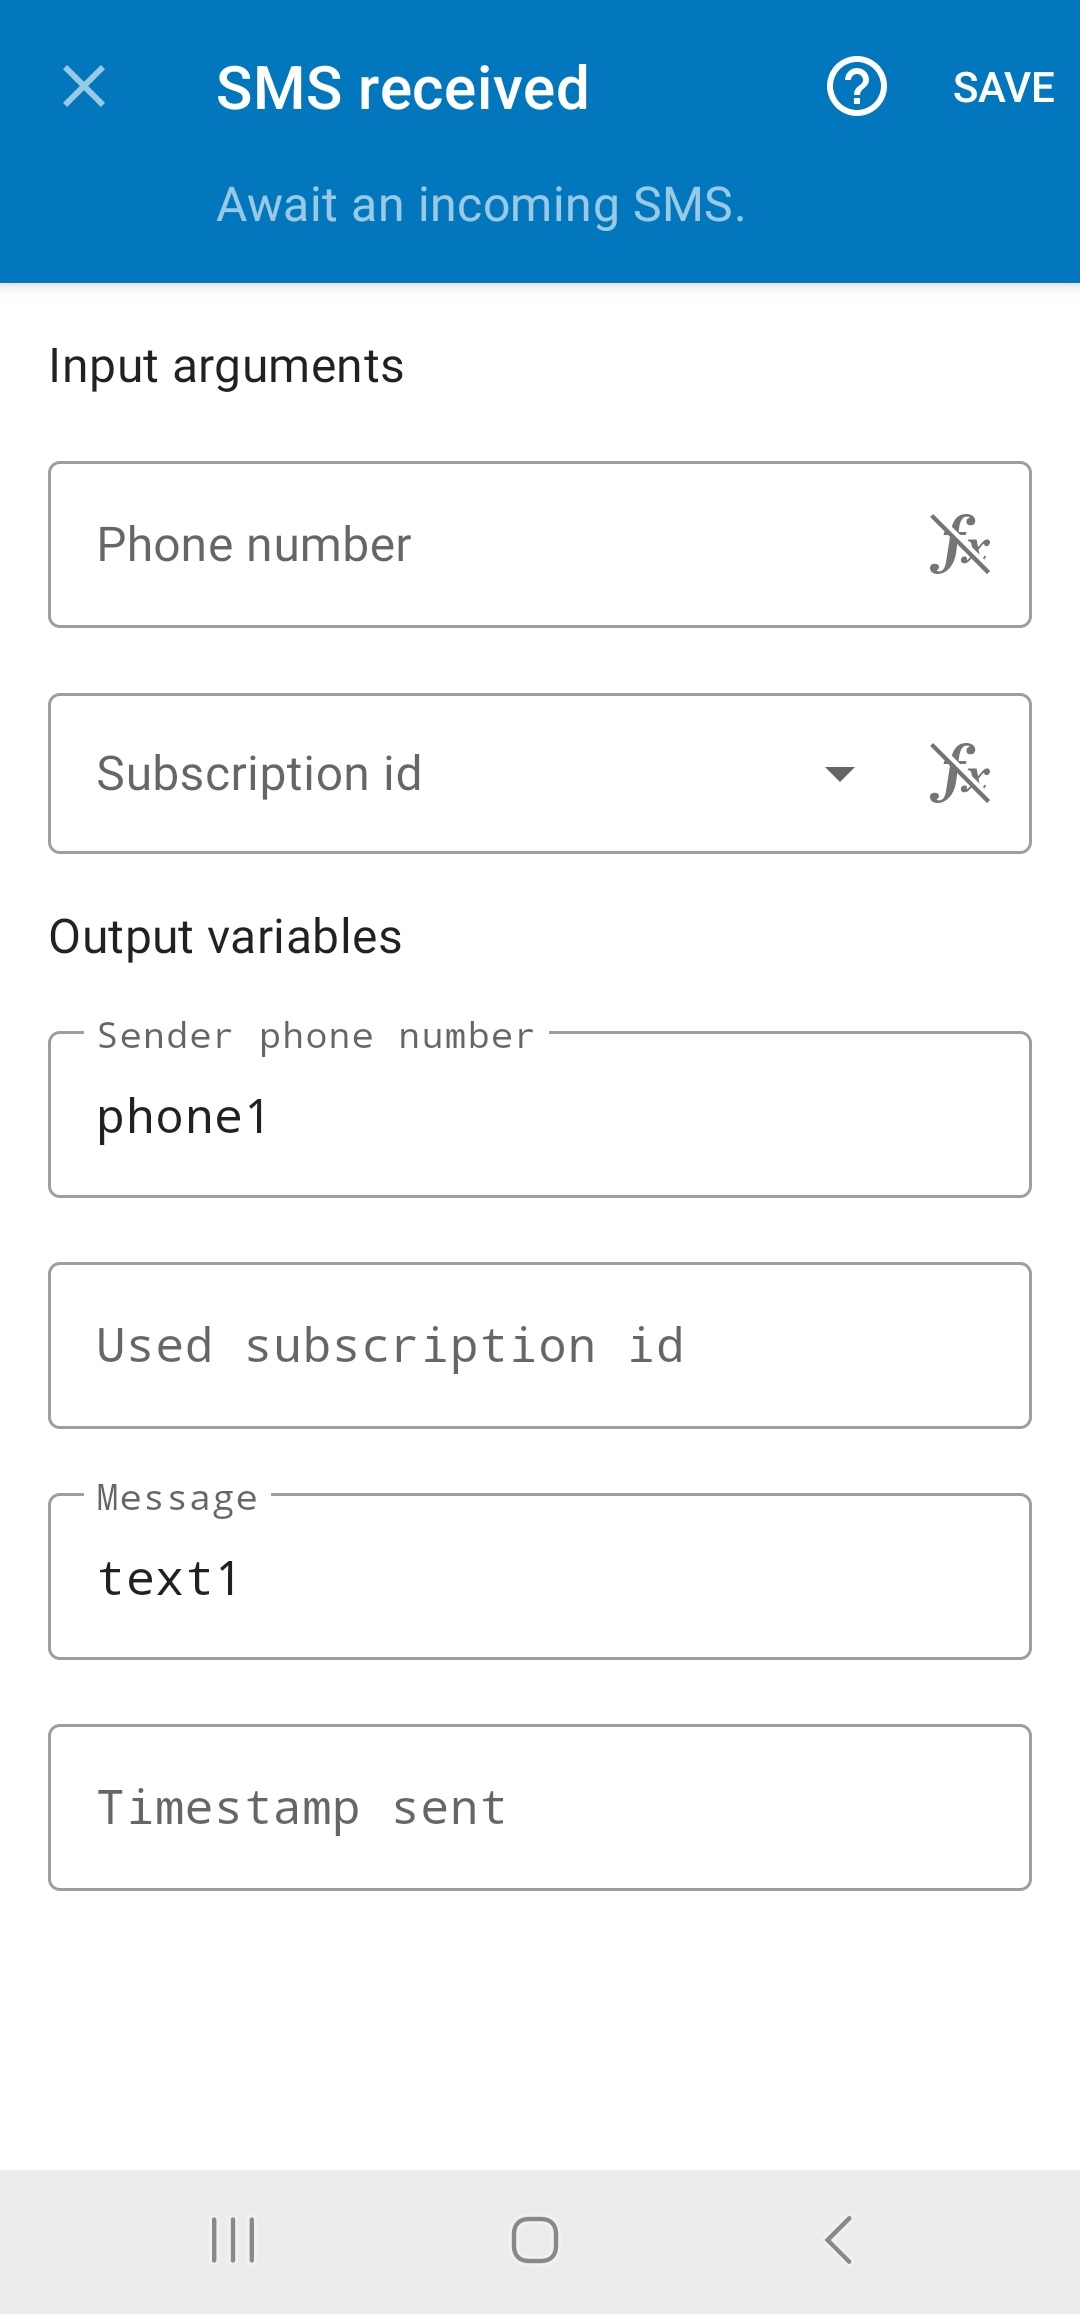 SMS received
SAVE
Await an incoming SMS.
Input arguments
Phone number
Subscription id
Output variables
Sender phone number
phone1
Used subscription id
Message
text1
Timestamp sent